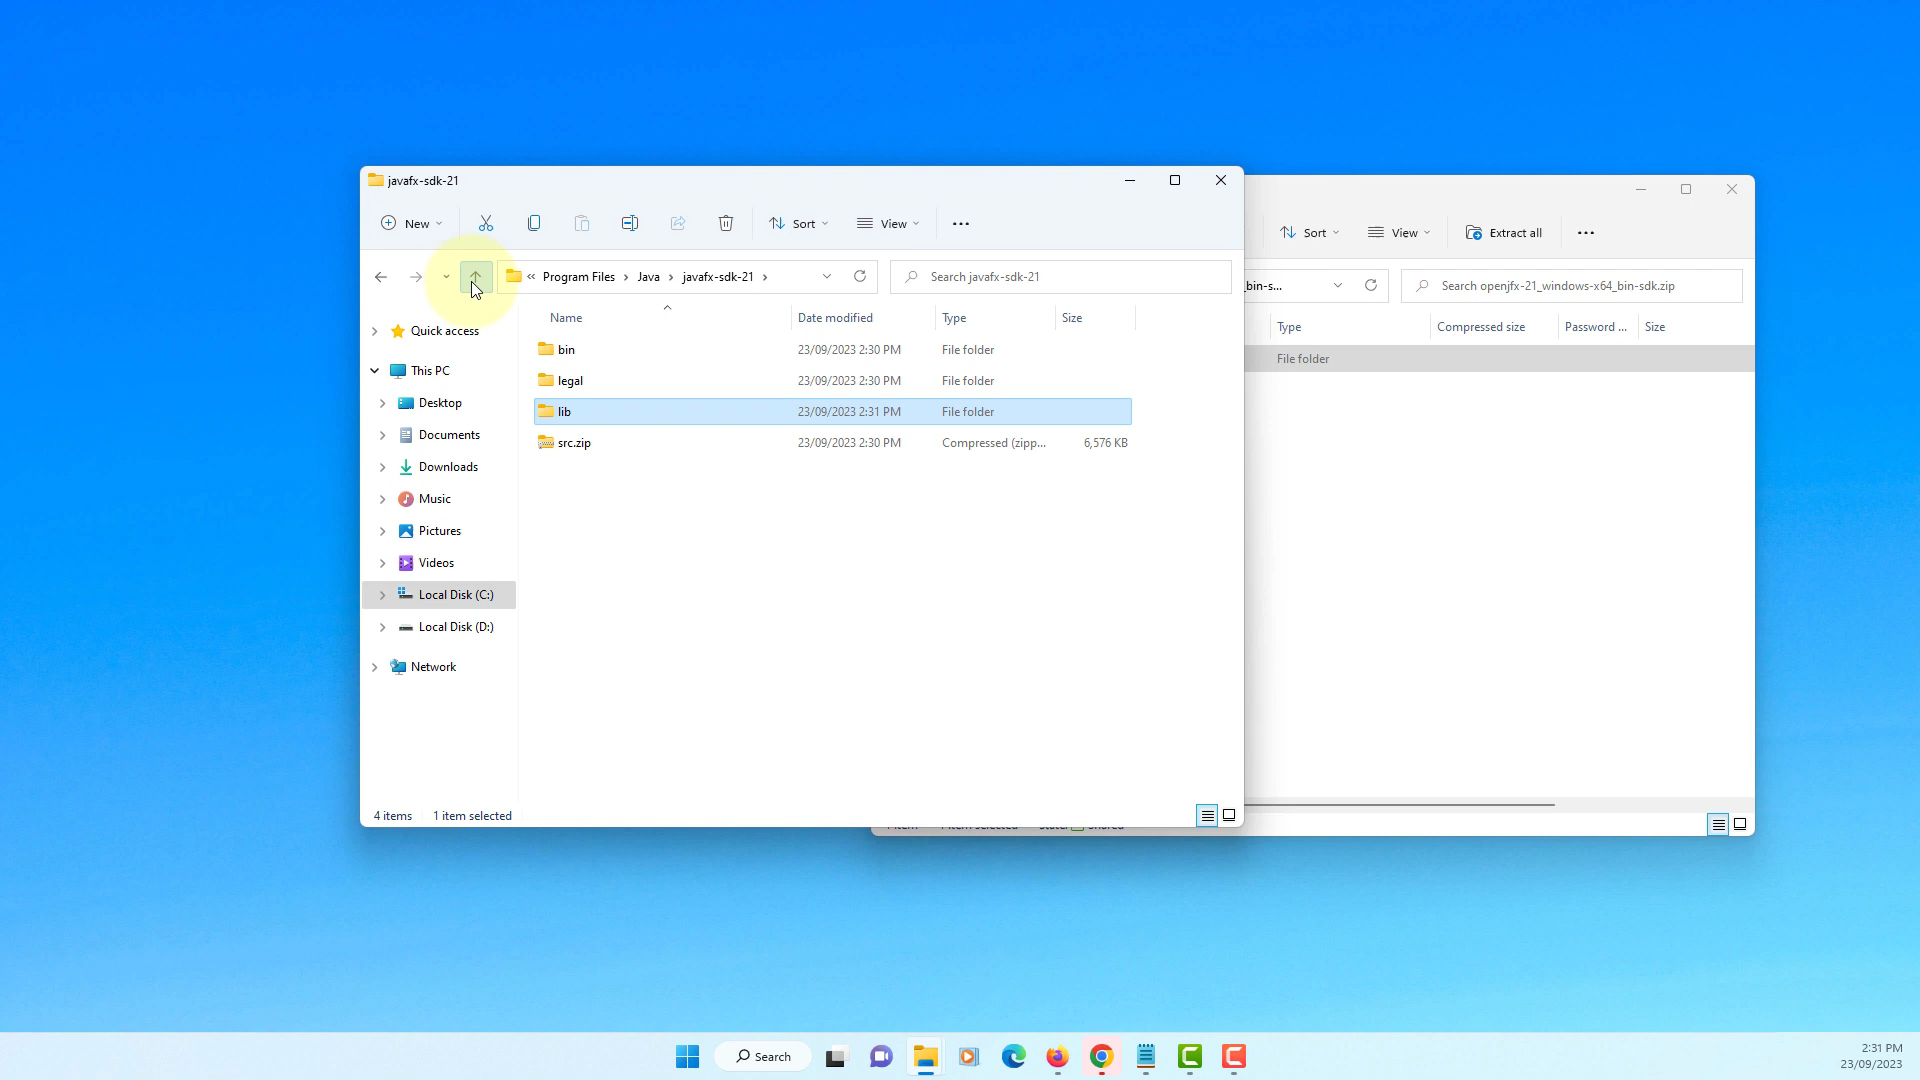 javafx-sdk-21
New
Sort
View
« Program Files > Java > javafx-sdk-21 >
Search javafx-sdk-21
Name
Date modified
Type
Size
bin 23/09/2023 2:30 PM File folder
legal 23/09/2023 2:30 PM File folder
lib 23/09/2023 2:31 PM File folder
src.zip 23/09/2023 2:30 PM Compressed (zipp... 6,576 KB
Quick access
This PC
Desktop
Documents
Downloads
Music
Pictures
Videos
Local Disk (C:)
Local Disk (D:)
Network
4 items 1 item selected
Sort
View
Extract all
_bin-s...
Search openjfx-21_windows-x64_bin-sdk.zip
Type
Compressed size
Password ...
Size
File folder
Search
2:31 PM
23/09/2023